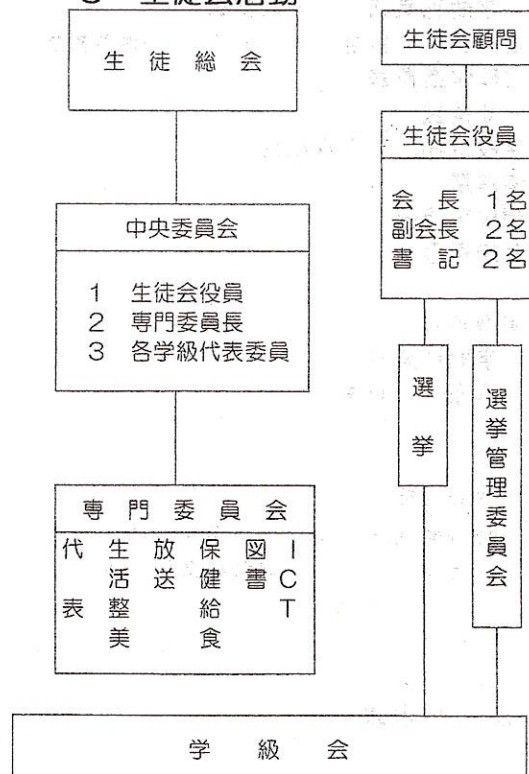 生徒会活動
生徒総会
中央委員会
1 生徒会役員
2 専門委員長
3 各学級代表委員
専門委員会
代表
生活整美
放送
保健給食
図書
ICT
生徒会顧問
生徒会役員
会長 1名
副会長 2名
書記 2名
選挙
選挙管理委員会
学級会